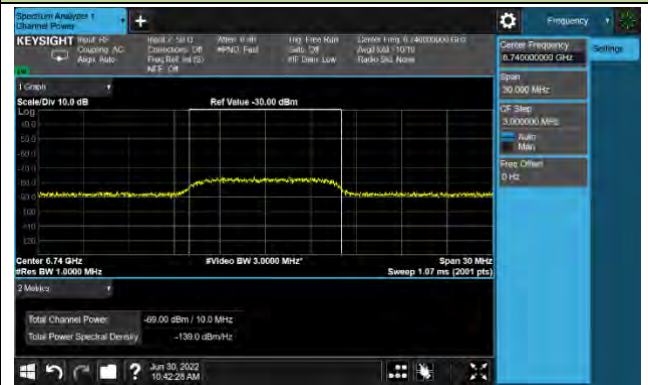 Spectrum Analyzer 1
Channel Power
+
Frequency
KEYSIGHT Input: RF
Coupling: AC
Align: Auto
Input Z: 50 Ω
Corrections: Off
Freq Ref: Int (S)
NFE: Off
Atten: 0 dB
#PNO: Fast
Trig: Free Run
Gate: Off
#IF Gain: Low
Center Freq: 6.740000000 GHz
Avg|Hold: 10/10
Radio Std: None
Center Frequency
6.740000000 GHz
Settings
Span
30.000 MHz
CF Step
3.000000 MHz
Auto
Man
Freq Offset
0 Hz
1 Graph
Scale/Div 10.0 dB
Ref Value -30.00 dBm
Log
Center 6.74 GHz
#Video BW 3.0000 MHz*
Span 30 MHz
#Res BW 1.0000 MHz
Sweep 1.07 ms (2001 pts)
2 Metrics
Total Channel Power
-69.00 dBm / 10.0 MHz
Total Power Spectral Density
-139.0 dBm/Hz
?
Jun 30, 2022
10:42:28 AM